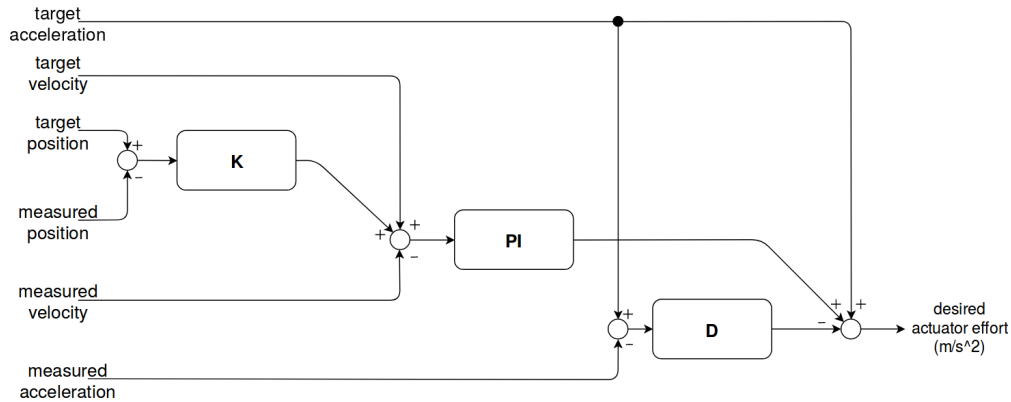 target
acceleration
target
velocity
target
position
+
−
K
measured
position
+
+
−
PI
measured
velocity
+
−
D
+
+
−
desired
actuator effort
(m/s^2)
measured
acceleration